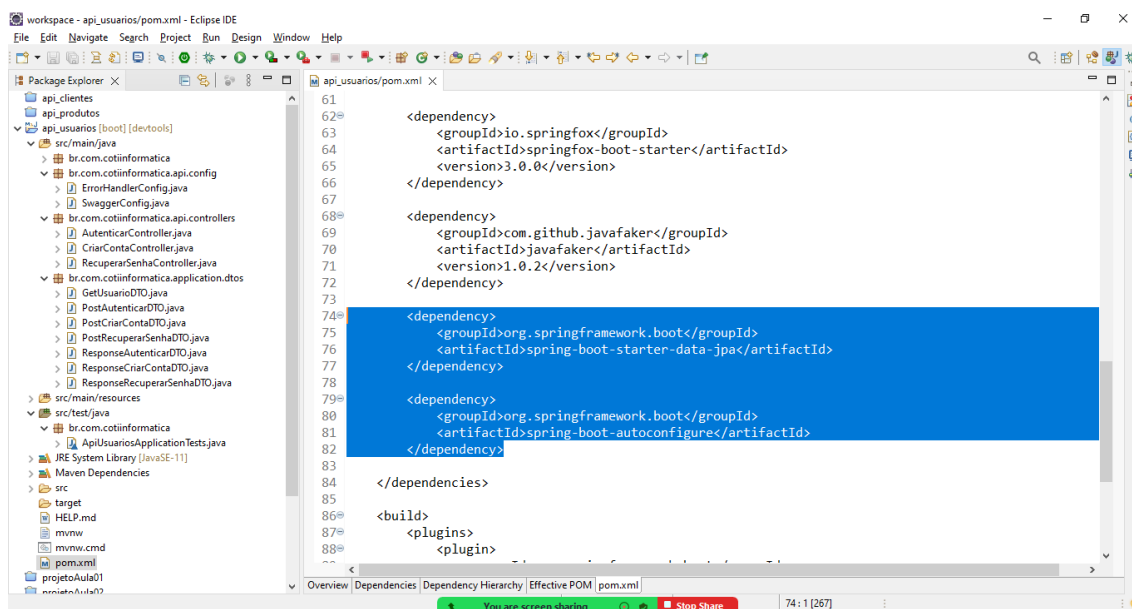 workspace - api_usuarios/pom.xml - Eclipse IDE
File Edit Navigate Search Project Run Design Window Help
Package Explorer
api_clientes
api_produtos
api_usuarios [boot] [devtools]
src/main/java
br.com.cotiinformatica
br.com.cotiinformatica.api.config
ErrorHandlerConfig.java
SwaggerConfig.java
br.com.cotiinformatica.api.controllers
AutenticarController.java
CriarContaController.java
RecuperarSenhaController.java
br.com.cotiinformatica.application.dtos
GetUsuarioDTO.java
PostAutenticarDTO.java
PostCriarContaDTO.java
PostRecuperarSenhaDTO.java
ResponseAutenticarDTO.java
ResponseCriarContaDTO.java
ResponseRecuperarSenhaDTO.java
src/main/resources
src/test/java
br.com.cotiinformatica
ApiUsuariosApplicationTests.java
JRE System Library [JavaSE-11]
Maven Dependencies
src
target
HELP.md
mvnw
mvnw.cmd
pom.xml
projetoAula01
projetoAula02
api_usuarios/pom.xml
61
62 <dependency>
63 <groupId>io.springfox</groupId>
64 <artifactId>springfox-boot-starter</artifactId>
65 <version>3.0.0</version>
66 </dependency>
67
68 <dependency>
69 <groupId>com.github.javafaker</groupId>
70 <artifactId>javafaker</artifactId>
71 <version>1.0.2</version>
72 </dependency>
73
74 <dependency>
75 <groupId>org.springframework.boot</groupId>
76 <artifactId>spring-boot-starter-data-jpa</artifactId>
77 </dependency>
78
79 <dependency>
80 <groupId>org.springframework.boot</groupId>
81 <artifactId>spring-boot-autoconfigure</artifactId>
82 </dependency>
83
84 </dependencies>
85
86 <build>
87 <plugins>
88 <plugin>
Overview Dependencies Dependency Hierarchy Effective POM pom.xml
You are screen sharing Stop Share
74 : 1 [267]